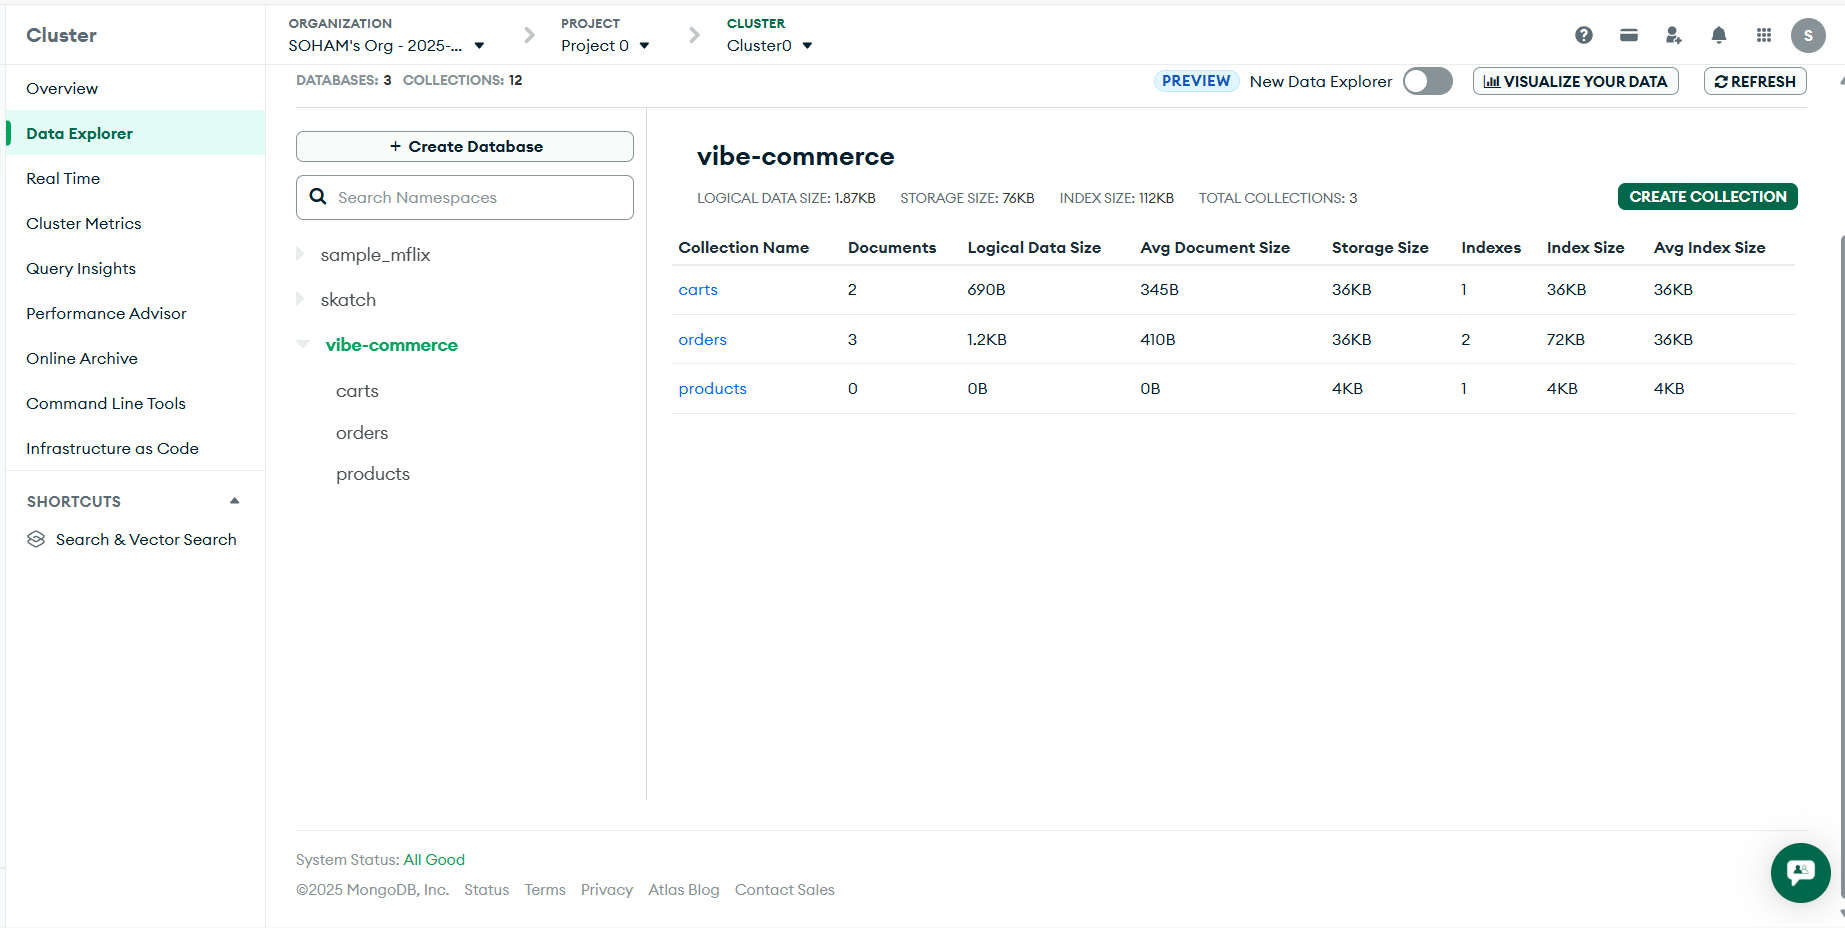 Cluster
ORGANIZATION
SOHAM's Org - 2025-...
PROJECT
Project 0
CLUSTER
Cluster0
S
Overview
Data Explorer
Real Time
Cluster Metrics
Query Insights
Performance Advisor
Online Archive
Command Line Tools
Infrastructure as Code
SHORTCUTS
Search & Vector Search
DATABASES: 3 COLLECTIONS: 12
PREVIEW New Data Explorer
VISUALIZE YOUR DATA
REFRESH
+ Create Database
Search Namespaces
sample_mflix
skatch
vibe-commerce
carts
orders
products
vibe-commerce
LOGICAL DATA SIZE: 1.87KB STORAGE SIZE: 76KB INDEX SIZE: 112KB TOTAL COLLECTIONS: 3
CREATE COLLECTION
Collection Name Documents Logical Data Size Avg Document Size Storage Size Indexes Index Size Avg Index Size
carts 2 690B 345B 36KB 1 36KB 36KB
orders 3 1.2KB 410B 36KB 2 72KB 36KB
products 0 0B 0B 4KB 1 4KB 4KB
System Status: All Good
©2025 MongoDB, Inc. Status Terms Privacy Atlas Blog Contact Sales